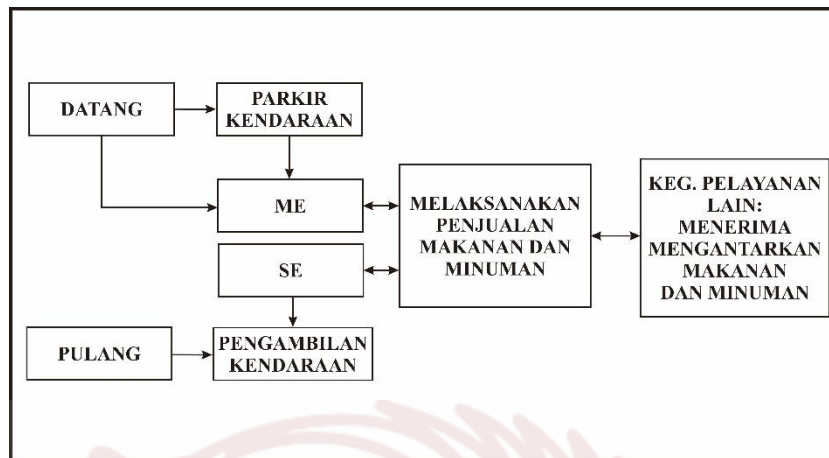 DATANG
PARKIR
KENDARAAN
ME
SE
PULANG
PENGAMBILAN
KENDARAAN
MELAKSANAKAN
PENJUALAN
MAKANAN DAN
MINUMAN
KEG. PELAYANAN
LAIN:
MENERIMA
MENGANTARKAN
MAKANAN
DAN MINUMAN